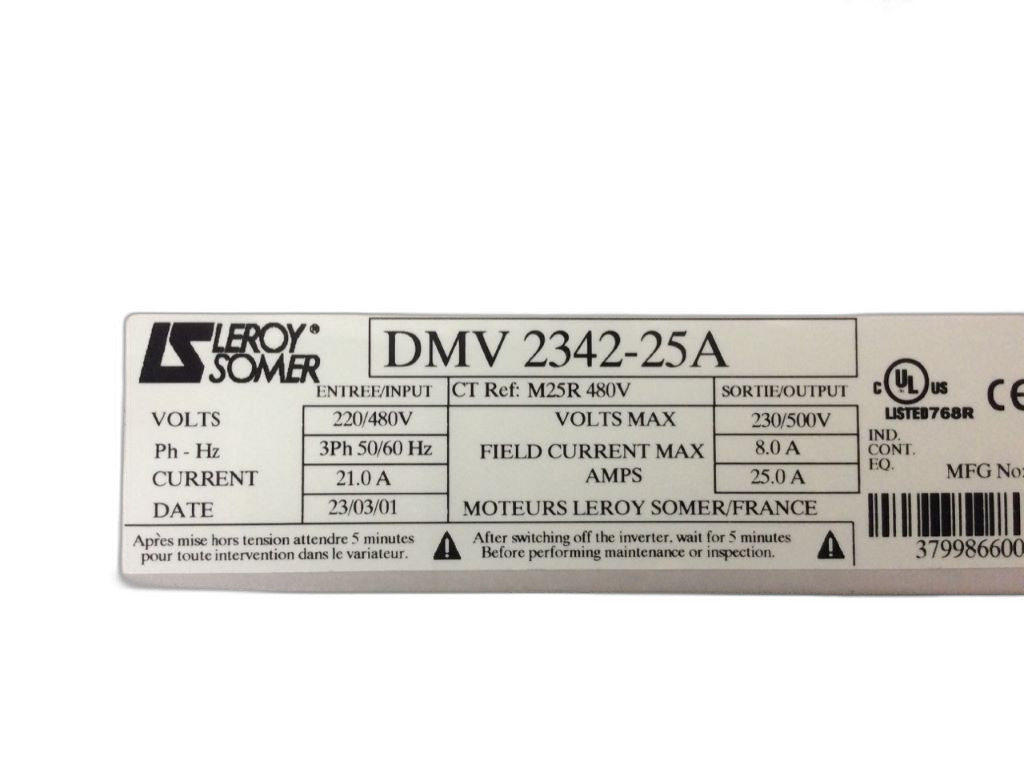 LEROY®
SOMER
DMV 2342-25A
ENTREE/INPUT CT Ref: M25R 480V SORTIE/OUTPUT
VOLTS 220/480V VOLTS MAX 230/500V
Ph - Hz 3Ph 50/60 Hz FIELD CURRENT MAX 8.0 A
CURRENT 21.0 A AMPS 25.0 A
DATE 23/03/01 MOTEURS LEROY SOMER/FRANCE
Après mise hors tension attendre 5 minutes
pour toute intervention dans le variateur.
After switching off the inverter. wait for 5 minutes
Before performing maintenance or inspection.
C UL US
LISTED 768R
CE
IND.
CONT.
EQ.
MFG No:
379986600